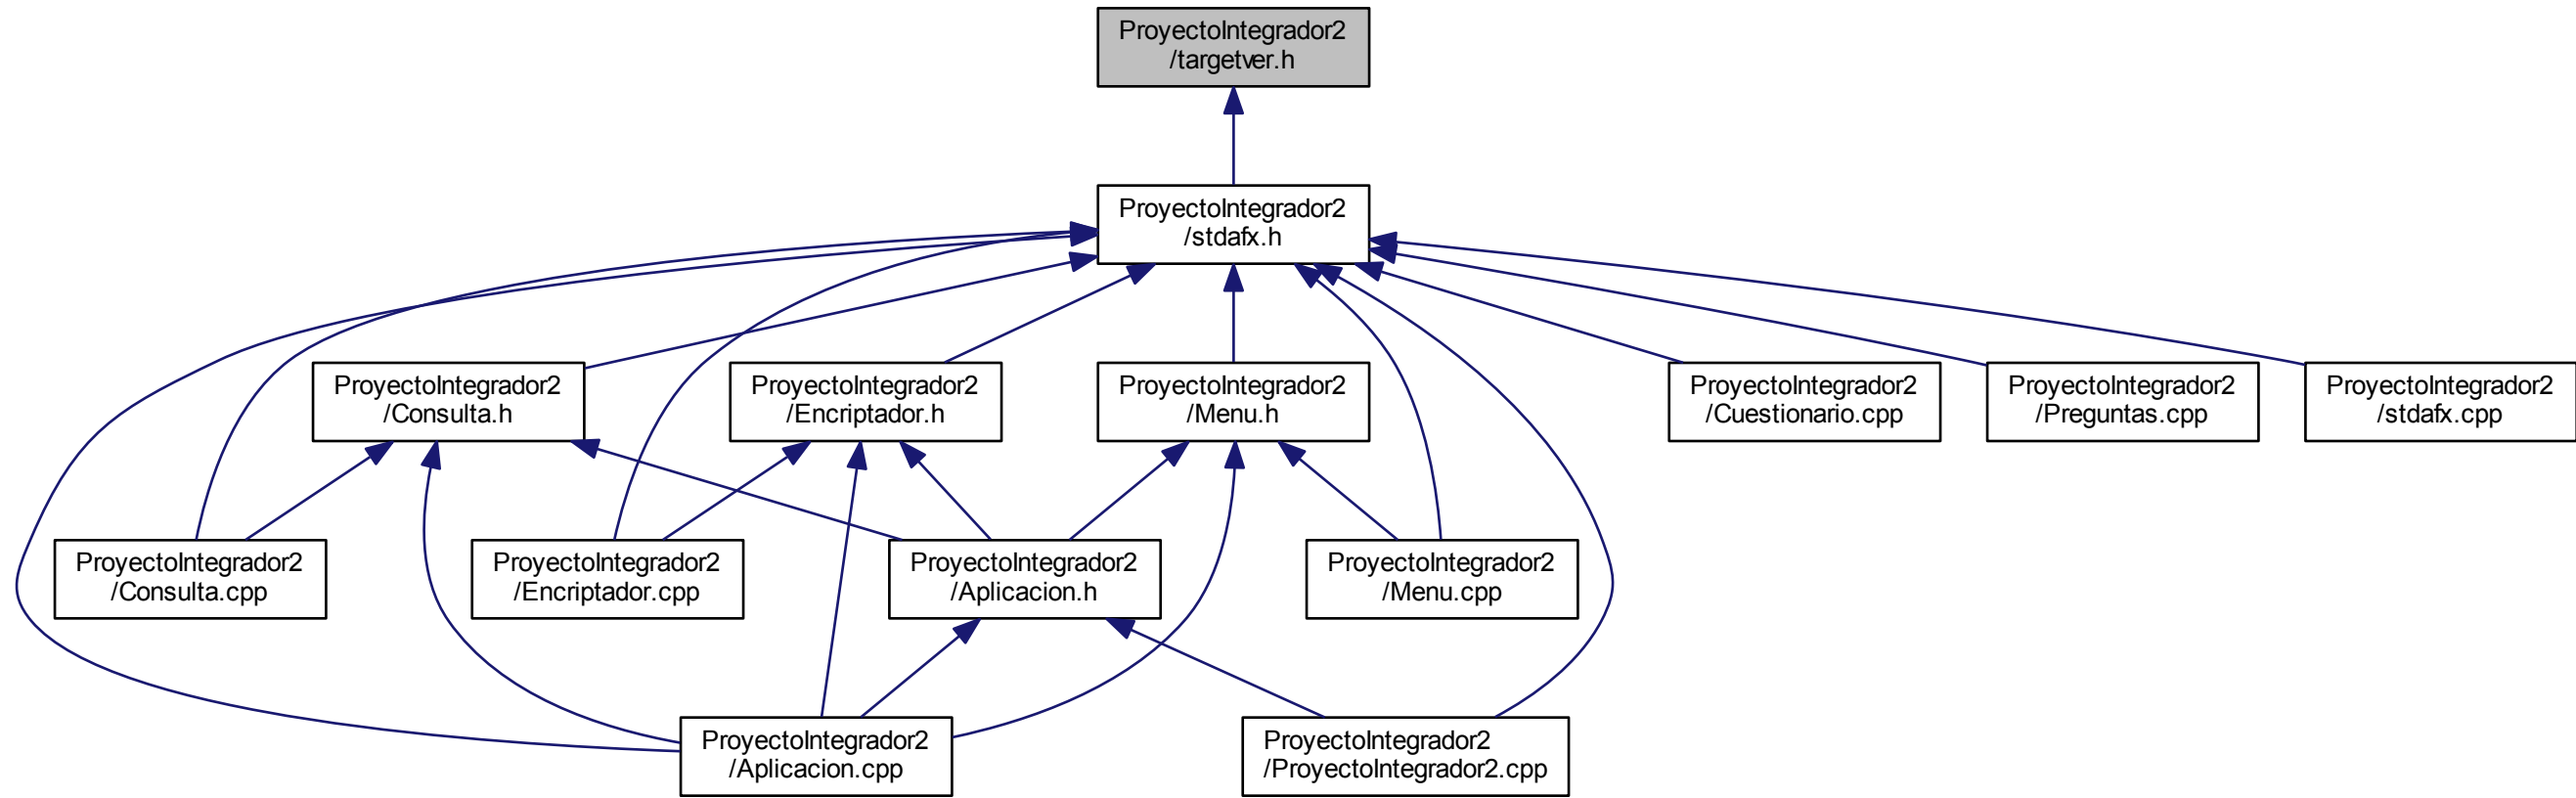 ProyectoIntegrador2
/targetver.h
ProyectoIntegrador2
/stdafx.h
ProyectoIntegrador2
/Consulta.h
ProyectoIntegrador2
/Encriptador.h
ProyectoIntegrador2
/Menu.h
ProyectoIntegrador2
/Cuestionario.cpp
ProyectoIntegrador2
/Preguntas.cpp
ProyectoIntegrador2
/stdafx.cpp
ProyectoIntegrador2
/Consulta.cpp
ProyectoIntegrador2
/Encriptador.cpp
ProyectoIntegrador2
/Aplicacion.h
ProyectoIntegrador2
/Menu.cpp
ProyectoIntegrador2
/Aplicacion.cpp
ProyectoIntegrador2
/ProyectoIntegrador2.cpp